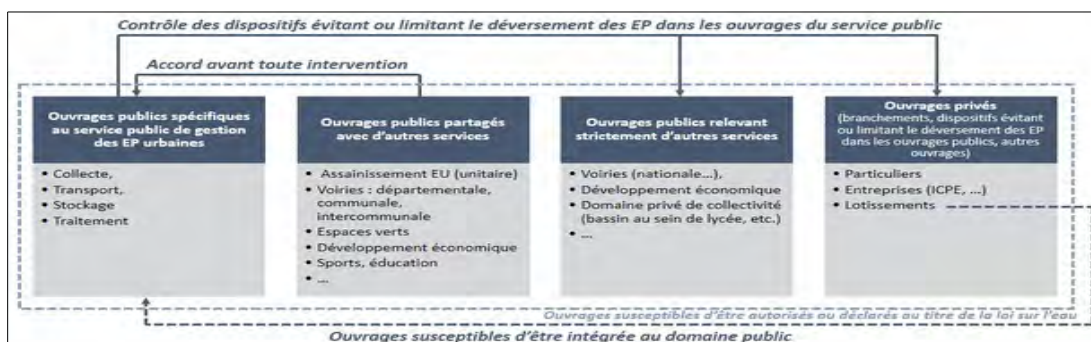 Contrôle des dispositifs évitant ou limitant le déversement des EP dans les ouvrages du service public
Accord avant toute intervention
Ouvrages publics spécifiques
au service public de gestion
des EP urbaines
• Collecte,
• Transport,
• Stockage
• Traitement
Ouvrages publics partagés
avec d'autres services
• Assainissement EU (unitaire)
• Voiries : départementale,
communale,
intercommunale
• Espaces verts
• Développement économique
• Sports, éducation
• ...
Ouvrages publics relevant
strictement d'autres services
• Voiries (nationale...),
• Développement économique
• Domaine privé de collectivité
(bassin au sein de lycée, etc.)
• ...
Ouvrages privés
(branchements, dispositifs évitant
ou limitant le déversement des EP
dans les ouvrages publics, autres
ouvrages)
• Particuliers
• Entreprises (ICPE, ...)
• Lotissements
Ouvrages susceptibles d'être autorisés ou déclarés au titre de la loi sur l'eau
Ouvrages susceptibles d'être intégrée au domaine public